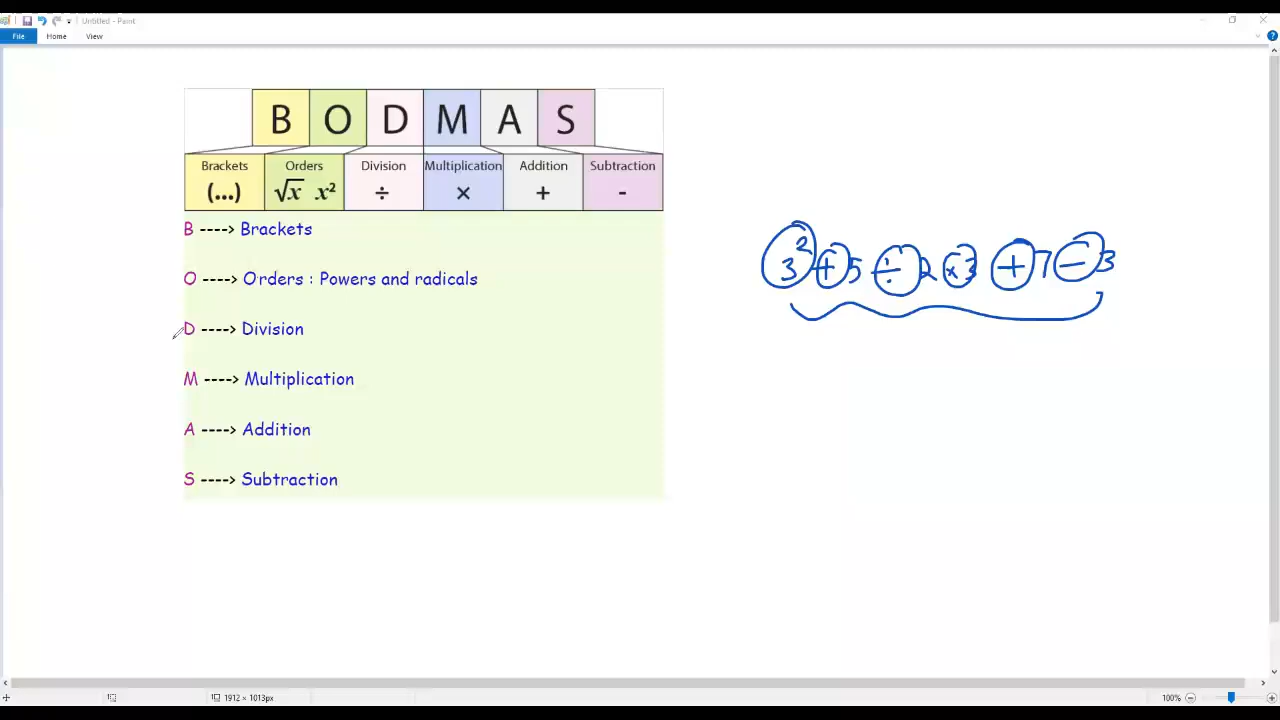 Untitled - Paint
File Home View
B O D M A S
Brackets Orders Division Multiplication Addition Subtraction
(...) √x x² ÷ × + -
B ----> Brackets
O ----> Orders : Powers and radicals
D ----> Division
M ----> Multiplication
A ----> Addition
S ----> Subtraction
3² + 5 ÷ 2 × 3 + 7 − 3
1912 × 1013px
100%